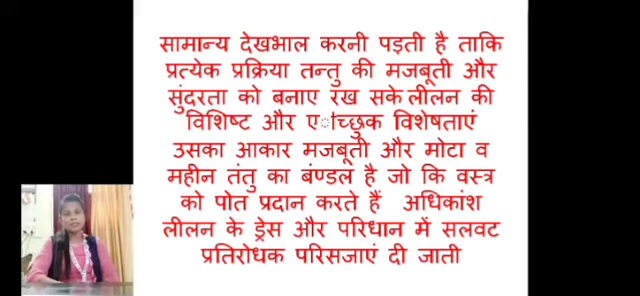 सामान्य देखभाल करनी पड़ती है ताकि
प्रत्येक प्रक्रिया तन्तु की मजबूती और
सुंदरता को बनाए रख सके लीलन की
विशिष्ट और एाच्छुक विशेषताएं
उसका आकार मजबूती और मोटा व
महीन तंतु का बंण्डल है जो कि वस्त्र
को पोत प्रदान करते हैं अधिकांश
लीलन के ड्रेस और परिधान में सलवट
प्रतिरोधक परिसजाएं दी जाती